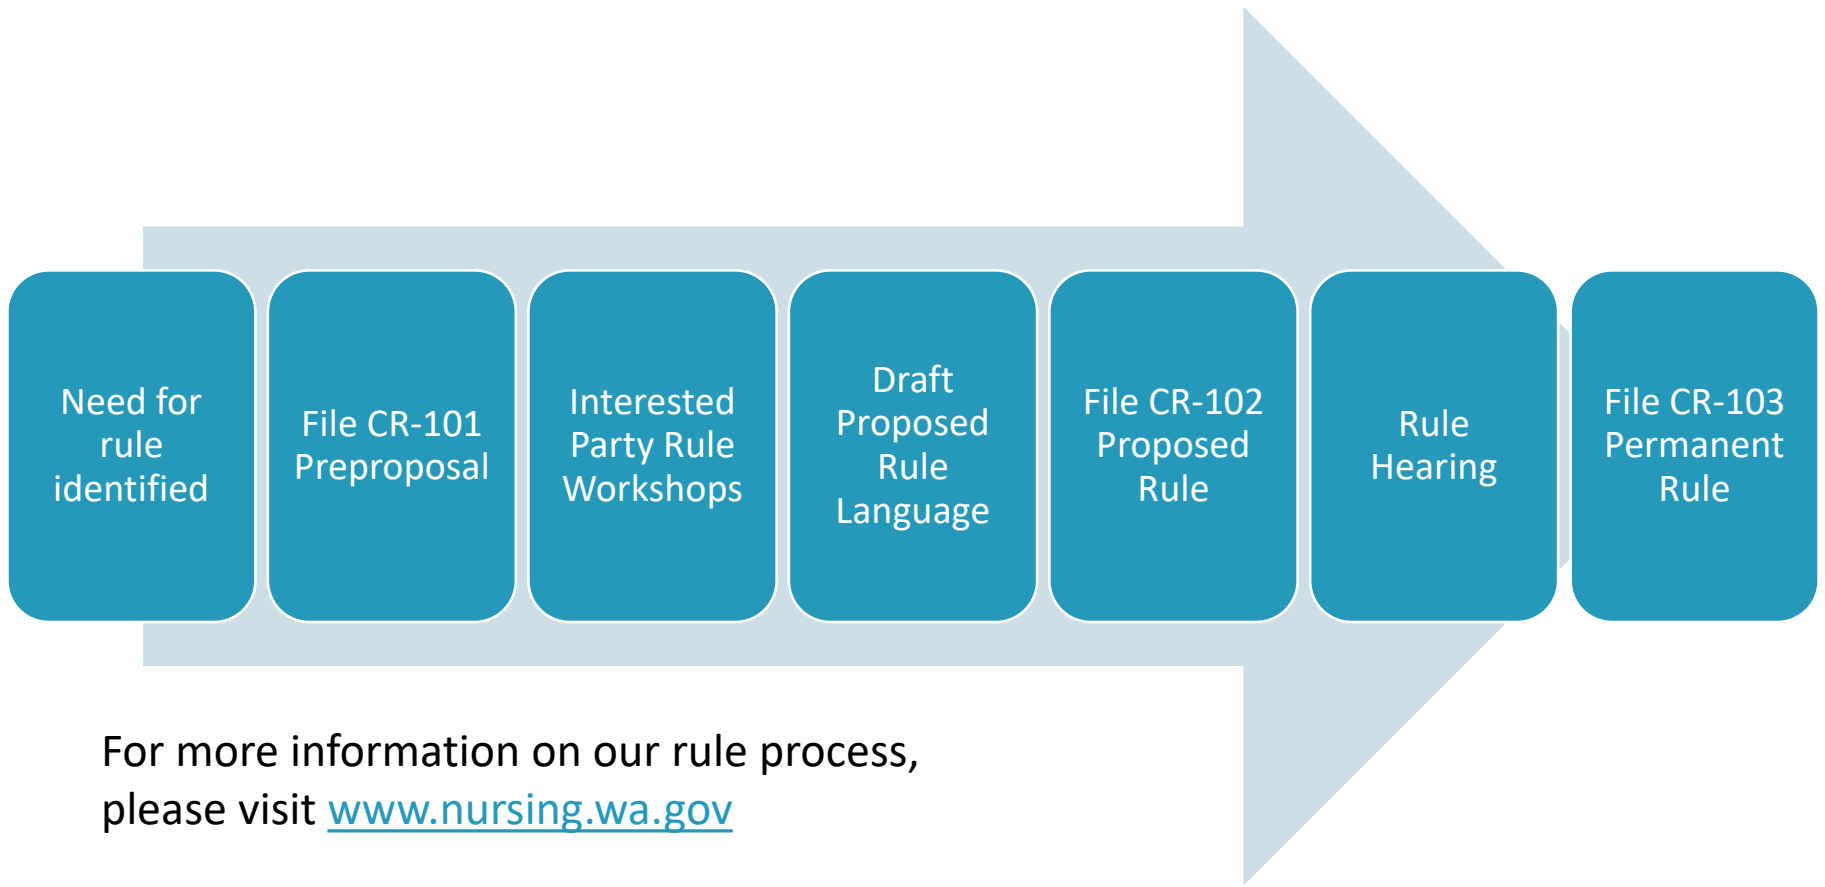 Need for
rule
identified
File CR-101
Preproposal
Interested
Party Rule
Workshops
Draft
Proposed
Rule
Language
File CR-102
Proposed
Rule
Rule
Hearing
File CR-103
Permanent
Rule
For more information on our rule process,
please visit www.nursing.wa.gov